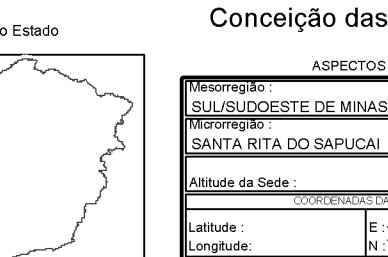 Conceição das
o Estado
ASPECTOS
Mesorregião :
SUL/SUDOESTE DE MINAS
Microrregião :
SANTA RITA DO SAPUCAI
Altitude da Sede :
COORDENADAS DA
Latitude :
E :
Longitude:
N :